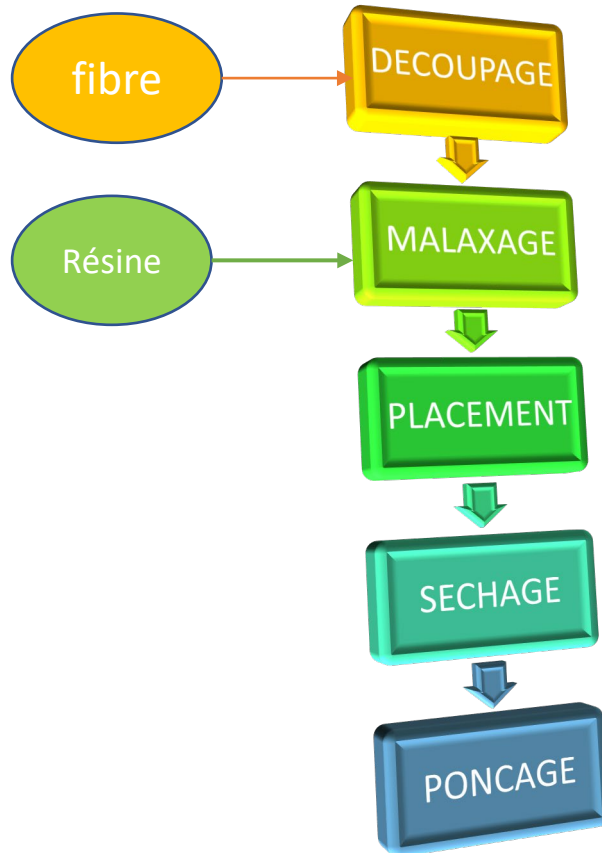 fibre
DECOUPAGE
Résine
MALAXAGE
PLACEMENT
SECHAGE
PONCAGE